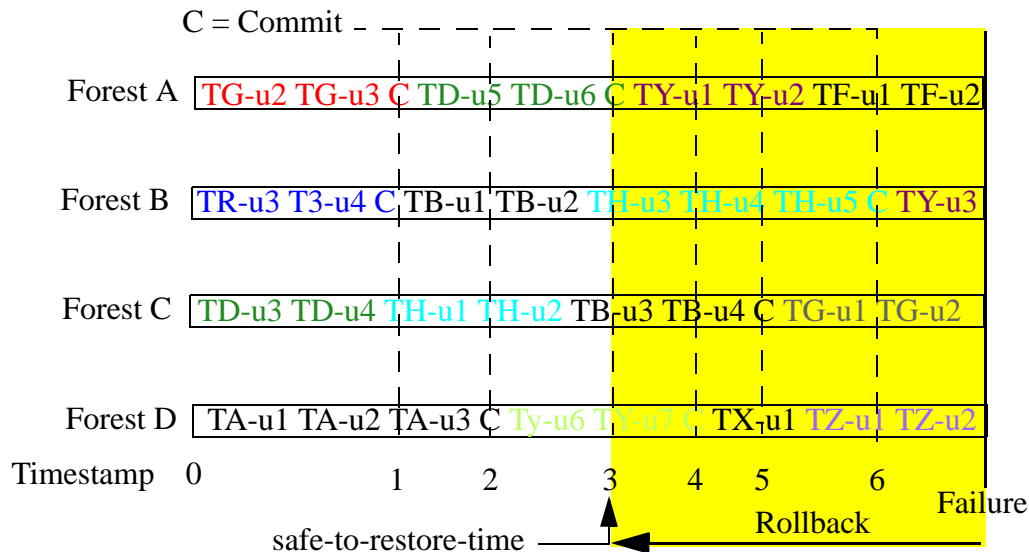 C = Commit
Forest A TG-u2 TG-u3 C TD-u5 TD-u6 C TY-u1 TY-u2 TF-u1 TF-u2
Forest B TR-u3 T3-u4 C TB-u1 TB-u2 TH-u3 TH-u4 TH-u5 C TY-u3
Forest C TD-u3 TD-u4 TH-u1 TH-u2 TB-u3 TB-u4 C TG-u1 TG-u2
Forest D TA-u1 TA-u2 TA-u3 C Ty-u6 TY-u7 C TX-u1 TZ-u1 TZ-u2
Timestamp 0 1 2 3 4 5 6
Failure
Rollback
safe-to-restore-time